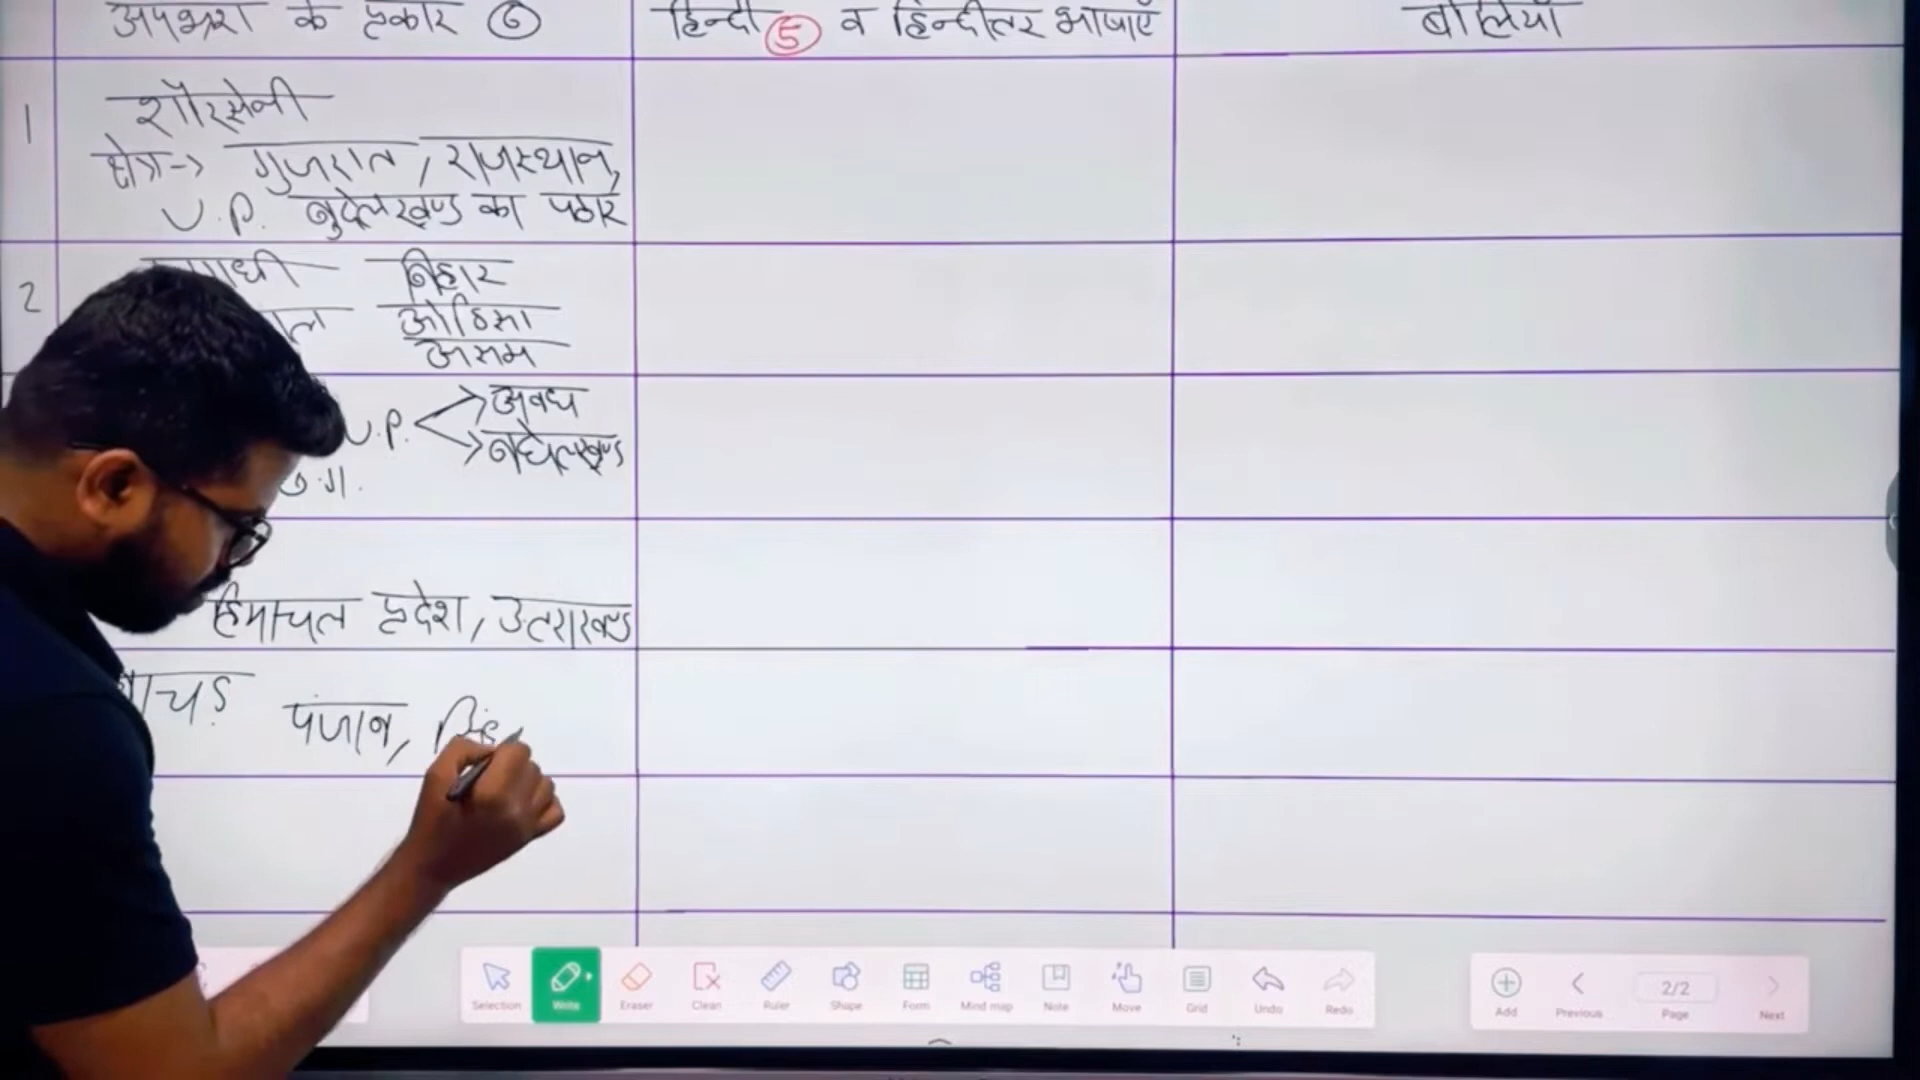 अपभ्रंश के प्रकार 6 हिन्दी 5 व हिन्दीतर भाषाएँ बोलियाँ
1 शौरसेनी
क्षेत्र-> गुजरात, राजस्थान,
U.P. बुंदेलखण्ड का पठार
2 बिहार
ओडिसा
असम
U.P. अवध
बघेलखण्ड
हिमाचल प्रदेश, उत्तराखण्ड
पंजाब,
Selection Write Eraser Clean Ruler Shape Form Mind map Note Move Grid Undo Redo Add Previous 2/2 Page Next